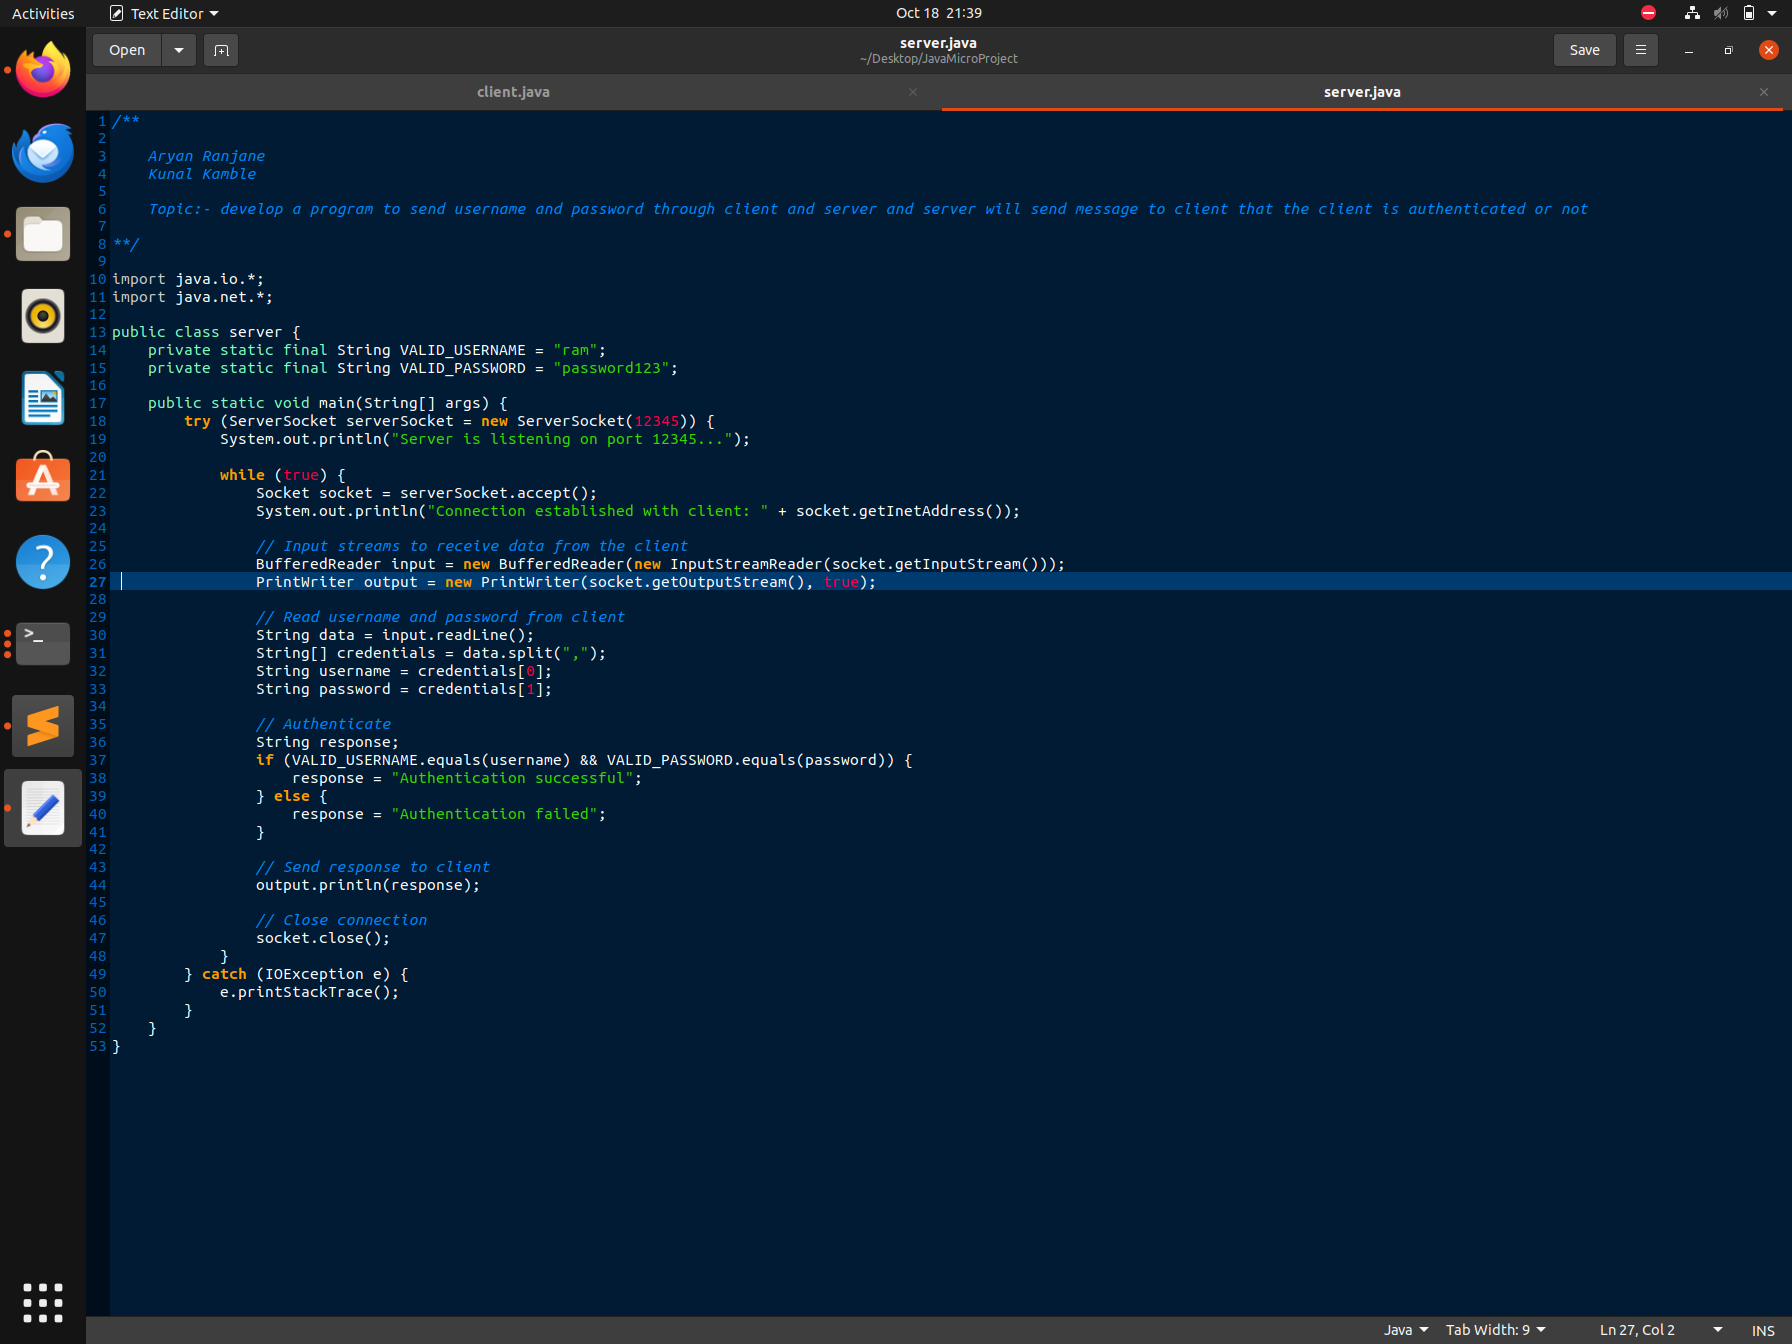 Activities
Text Editor
Oct 18 21:39
Open
server.java
~/Desktop/JavaMicroProject
Save
client.java
server.java
1 /**
2
3     Aryan Ranjane
4     Kunal Kamble
5
6     Topic:- develop a program to send username and password through client and server and server will send message to client that the client is authenticated or not
7
8 **/
9
10 import java.io.*;
11 import java.net.*;
12
13 public class server {
14     private static final String VALID_USERNAME = "ram";
15     private static final String VALID_PASSWORD = "password123";
16
17     public static void main(String[] args) {
18         try (ServerSocket serverSocket = new ServerSocket(12345)) {
19             System.out.println("Server is listening on port 12345...");
20
21             while (true) {
22                 Socket socket = serverSocket.accept();
23                 System.out.println("Connection established with client: " + socket.getInetAddress());
24
25                 // Input streams to receive data from the client
26                 BufferedReader input = new BufferedReader(new InputStreamReader(socket.getInputStream()));
27                 PrintWriter output = new PrintWriter(socket.getOutputStream(), true);
28
29                 // Read username and password from client
30                 String data = input.readLine();
31                 String[] credentials = data.split(",");
32                 String username = credentials[0];
33                 String password = credentials[1];
34
35                 // Authenticate
36                 String response;
37                 if (VALID_USERNAME.equals(username) && VALID_PASSWORD.equals(password)) {
38                     response = "Authentication successful";
39                 } else {
40                     response = "Authentication failed";
41                 }
42
43                 // Send response to client
44                 output.println(response);
45
46                 // Close connection
47                 socket.close();
48             }
49         } catch (IOException e) {
50             e.printStackTrace();
51         }
52     }
53 }
Java
Tab Width: 9
Ln 27, Col 2
INS